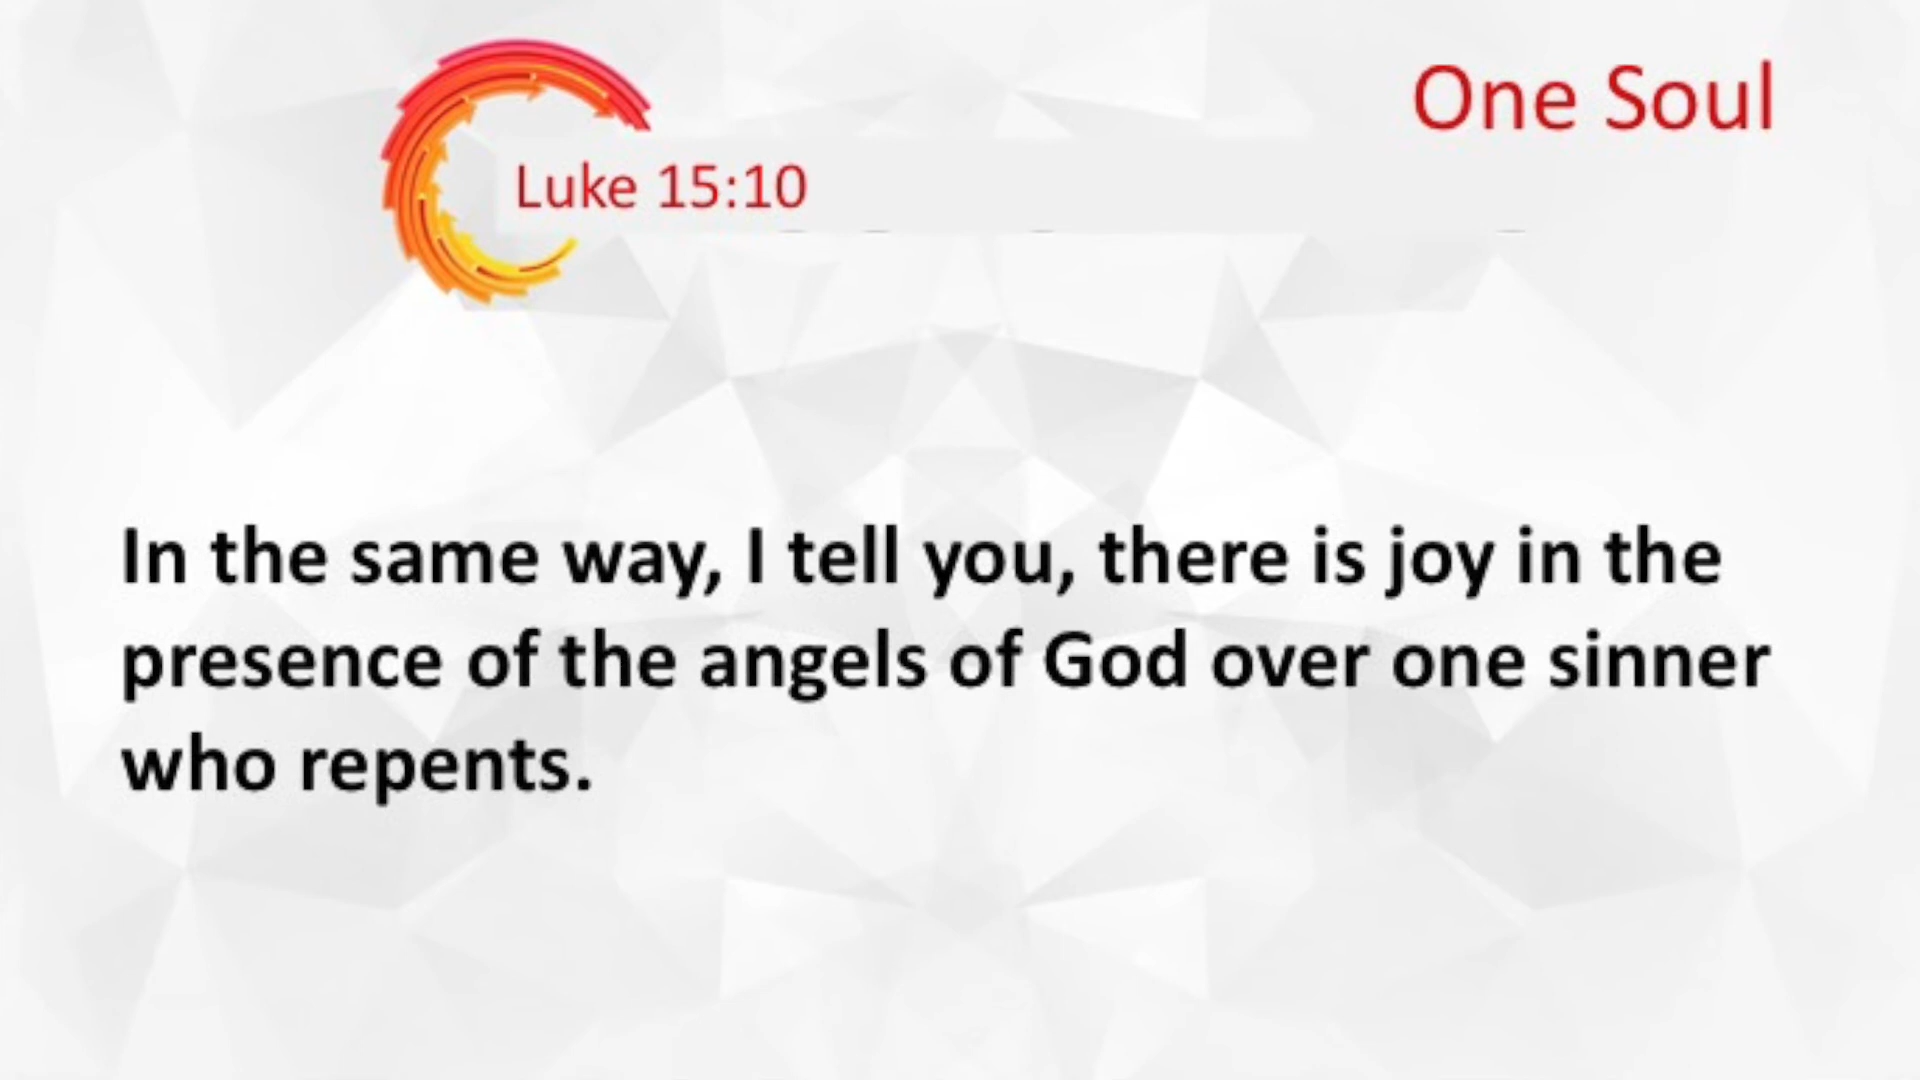 One Soul
Luke 15:10
In the same way, I tell you, there is joy in the
presence of the angels of God over one sinner
who repents.